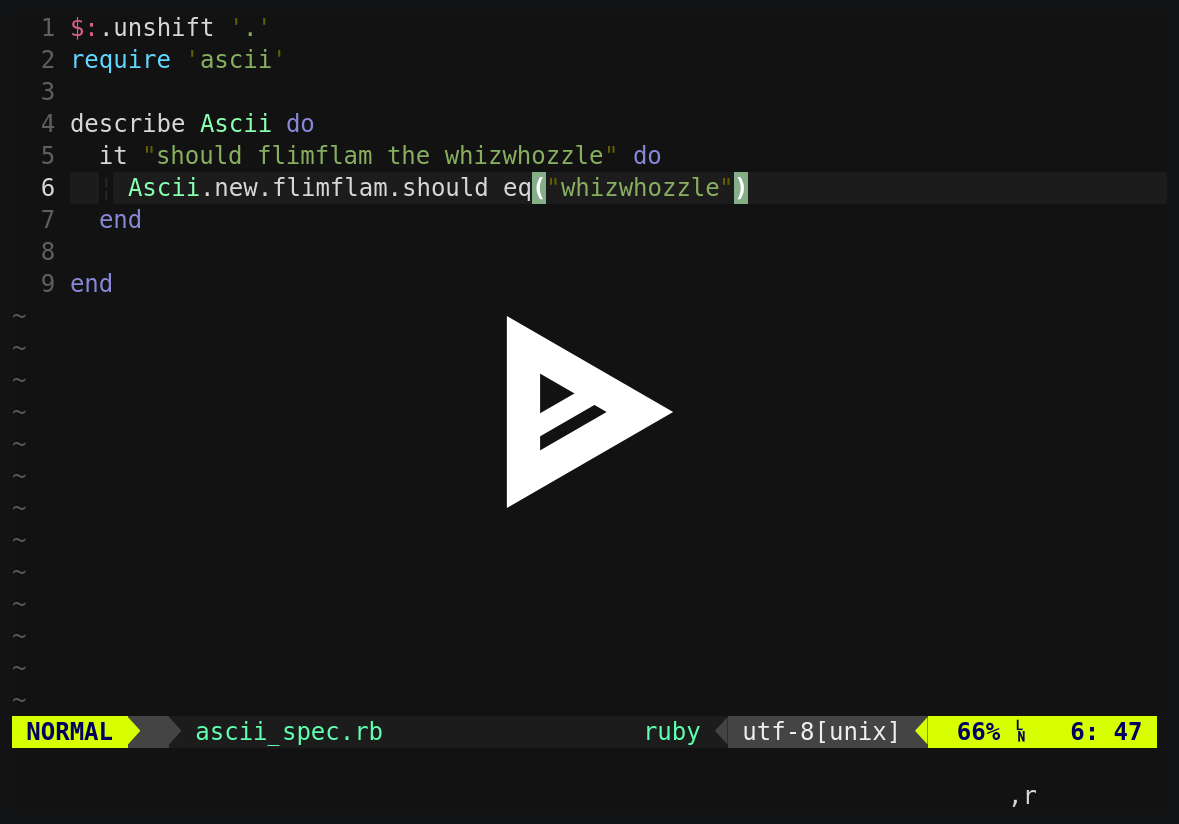 1 $:.unshift '.'
2 require 'ascii'
3
4 describe Ascii do
5   it "should flimflam the whizwhozzle" do
6   ¦ Ascii.new.flimflam.should eq("whizwhozzle")
7   end
8
9 end
~
~
~
~
~
~
~
~
~
~
~
~
~
NORMAL ascii_spec.rb ruby utf-8[unix] 66% LN 6: 47
,r